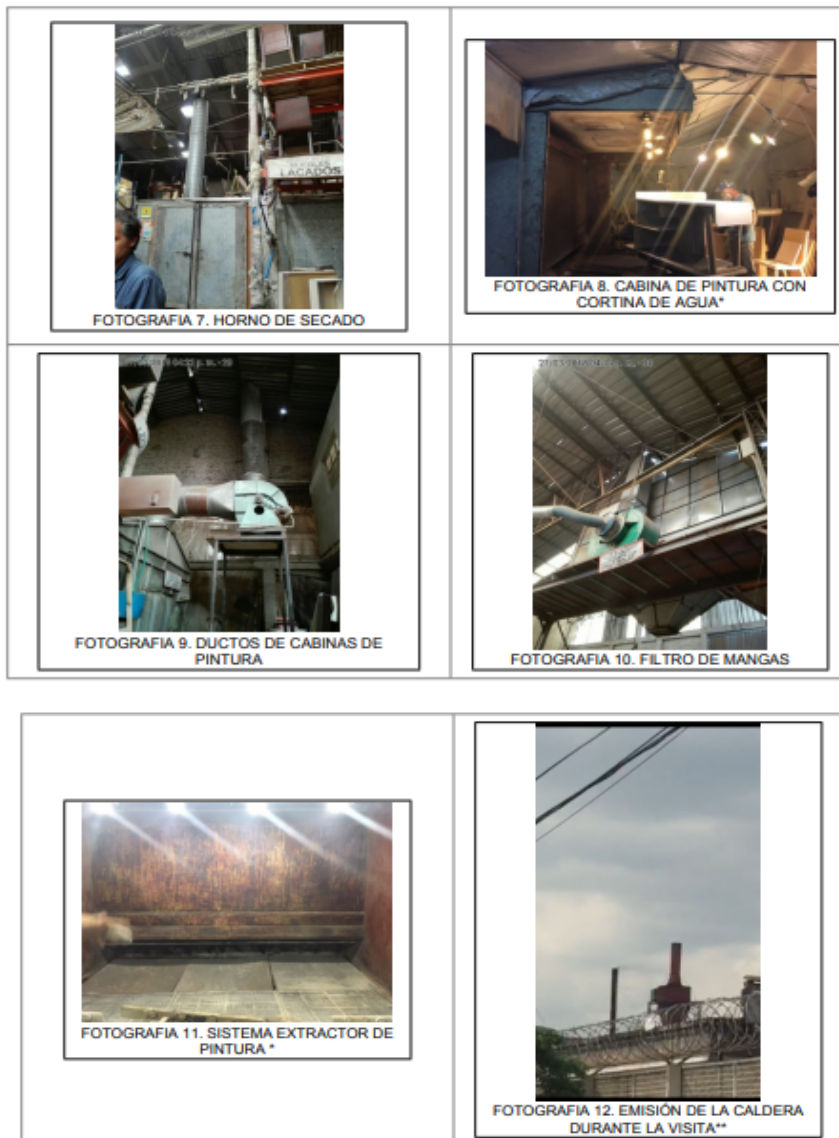 LACADOS
FOTOGRAFIA 7. HORNO DE SECADO
FOTOGRAFIA 8. CABINA DE PINTURA CON
CORTINA DE AGUA*
FOTOGRAFIA 9. DUCTOS DE CABINAS DE
PINTURA
FOTOGRAFIA 10. FILTRO DE MANGAS
FOTOGRAFIA 11. SISTEMA EXTRACTOR DE
PINTURA *
FOTOGRAFIA 12. EMISIÓN DE LA CALDERA
DURANTE LA VISITA**